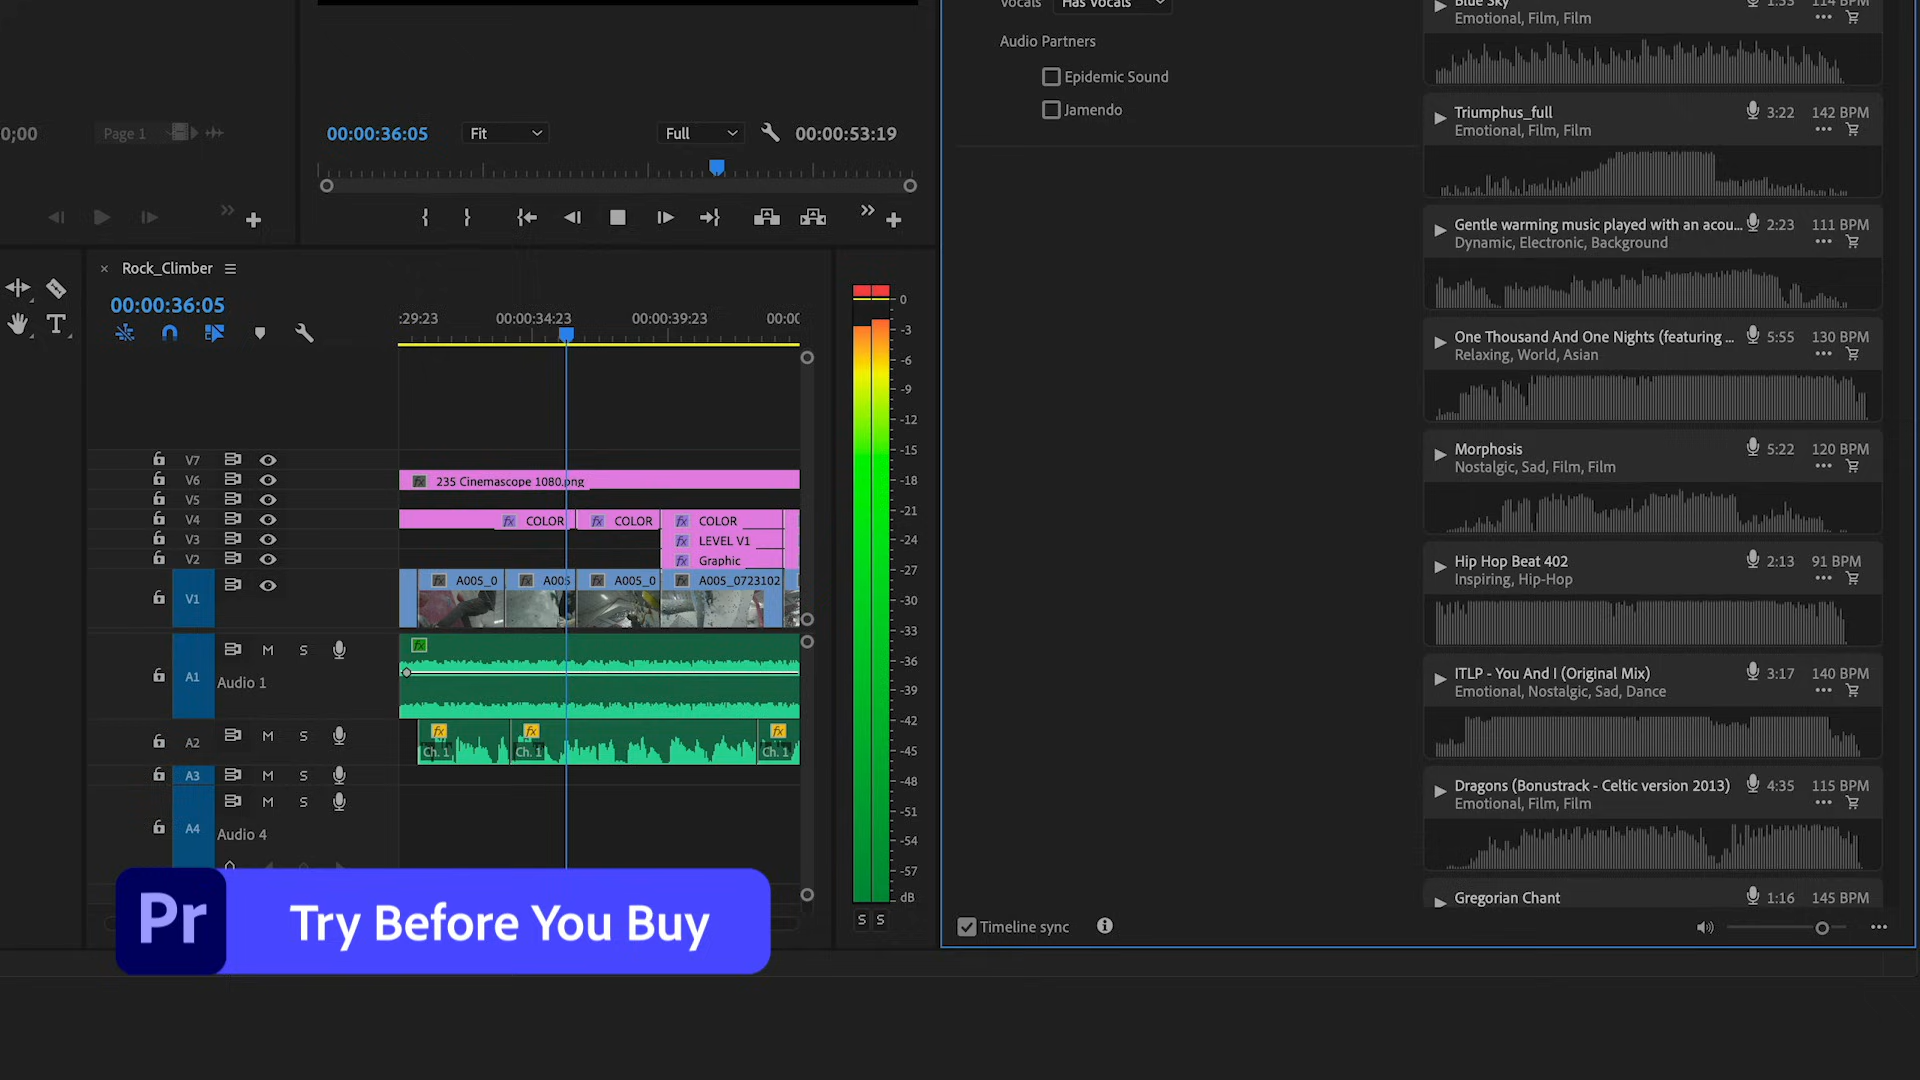 Vocals Has Vocals
Audio Partners
Epidemic Sound
Jamendo
0;00
Page 1
00:00:36:05
Fit
Full
00:00:53:19
Rock_Climber
00:00:36:05
:29:23
00:00:34:23
00:00:39:23
00:0
V7
V6
V5
V4
V3
V2
V1
V1
235 Cinemascope 1080.png
COLOR
COLOR
COLOR
LEVEL V1
Graphic
A005_0
A005
A005_0
A005_0723102
A1
M
S
Audio 1
A2
M
S
Ch. 1
Ch. 1
Ch. 1
A3
M
S
A4
M
S
Audio 4
0
-3
-6
-9
-12
-15
-18
-21
-24
-27
-30
-33
-36
-39
-42
-45
-48
-51
-54
-57
dB
S S
Blue Sky 1:53 114 BPM
Emotional, Film, Film
Triumphus_full 3:22 142 BPM
Emotional, Film, Film
Gentle warming music played with an acou... 2:23 111 BPM
Dynamic, Electronic, Background
One Thousand And One Nights (featuring ... 5:55 130 BPM
Relaxing, World, Asian
Morphosis 5:22 120 BPM
Nostalgic, Sad, Film, Film
Hip Hop Beat 402 2:13 91 BPM
Inspiring, Hip-Hop
ITLP - You And I (Original Mix) 3:17 140 BPM
Emotional, Nostalgic, Sad, Dance
Dragons (Bonustrack - Celtic version 2013) 4:35 115 BPM
Emotional, Film, Film
Gregorian Chant 1:16 145 BPM
Timeline sync
Pr Try Before You Buy